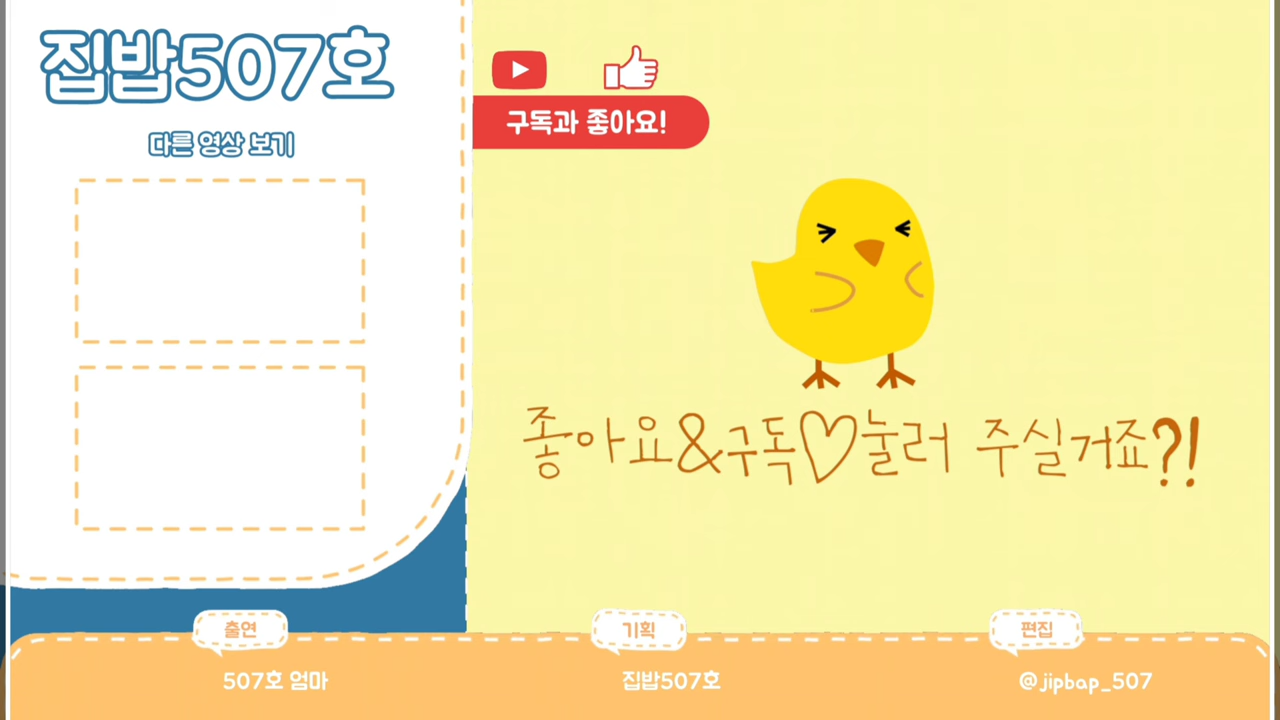 집밥507호
다른 영상 보기
구독과 좋아요!
좋아요&구독♡눌러 주실거죠?!
출연
507호 엄마
기획
집밥507호
편집
@jipbap_507